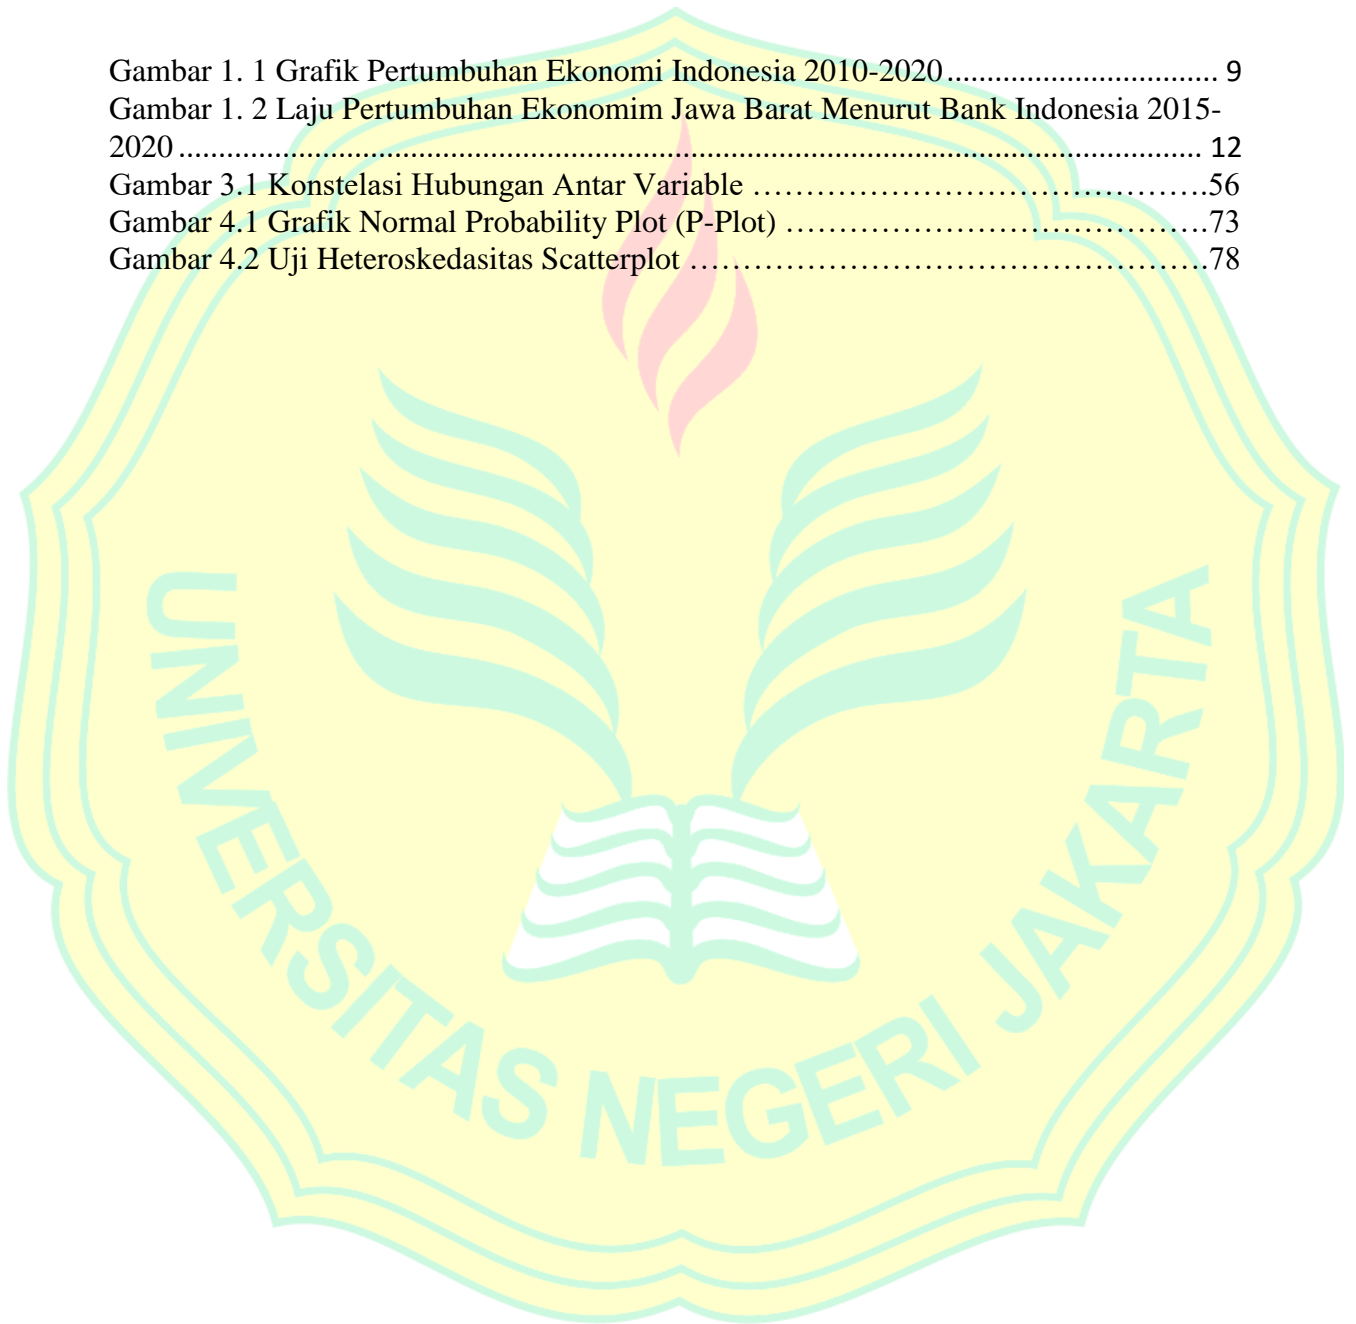 Gambar 1. 1 Grafik Pertumbuhan Ekonomi Indonesia 2010-2020.................................. 9
Gambar 1. 2 Laju Pertumbuhan Ekonomim Jawa Barat Menurut Bank Indonesia 2015-
2020................................................................................................................................ 12
Gambar 3.1 Konstelasi Hubungan Antar Variable …………………………………………….56
Gambar 4.1 Grafik Normal Probability Plot (P-Plot) ………………………………………….73
Gambar 4.2 Uji Heteroskedasitas Scatterplot ………………………………………………….78
UNIVERSITAS NEGERI JAKARTA